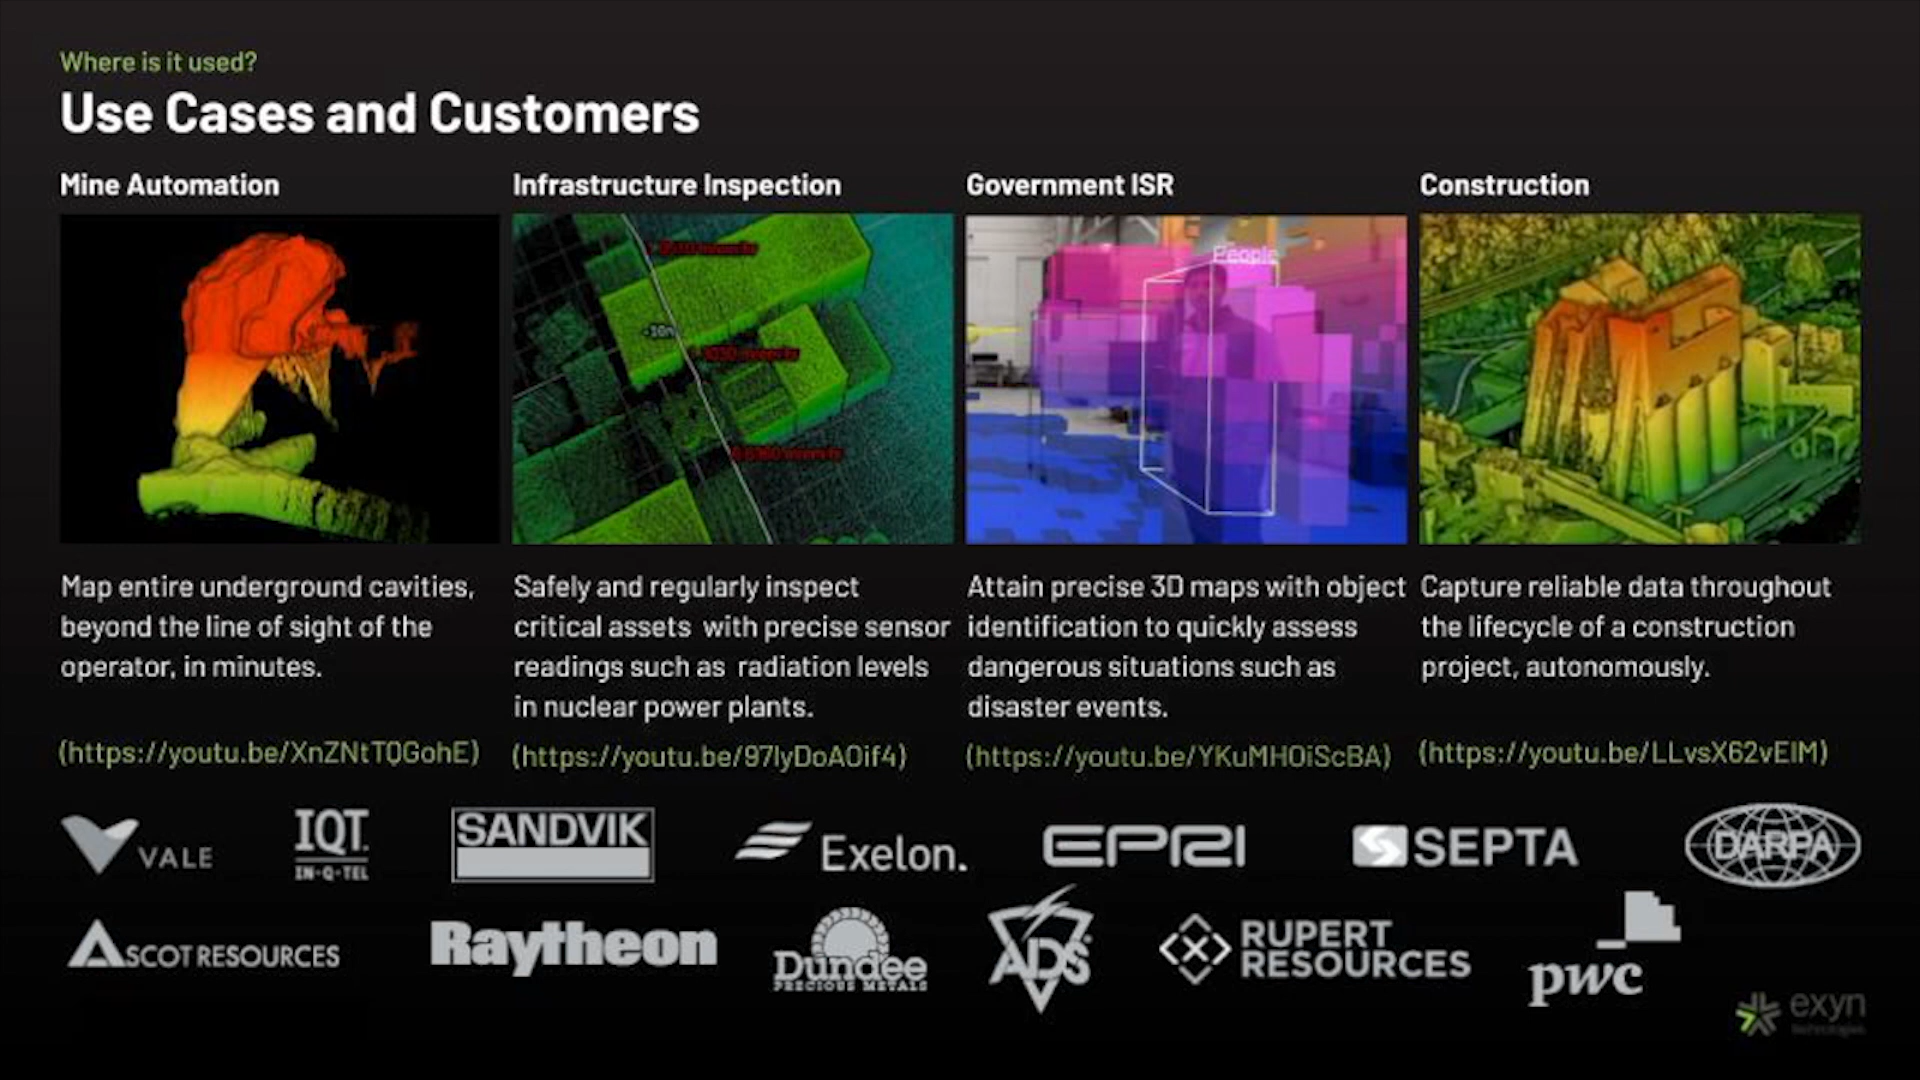 Where is it used?
Use Cases and Customers
Mine Automation
Infrastructure Inspection
Government ISR
Construction
-30m
People
Map entire underground cavities,
beyond the line of sight of the
operator, in minutes.
Safely and regularly inspect
critical assets with precise sensor
readings such as radiation levels
in nuclear power plants.
Attain precise 3D maps with object
identification to quickly assess
dangerous situations such as
disaster events.
Capture reliable data throughout
the lifecycle of a construction
project, autonomously.
(https://youtu.be/XnZNtTQGohE)
(https://youtu.be/97lyDoAOif4)
(https://youtu.be/YKuMHOiScBA)
(https://youtu.be/LLvsX62vElM)
VALE
IQT.
IN-Q-TEL
SANDVIK
Exelon.
EPRI
SEPTA
DARPA
ASCOT RESOURCES
Raytheon
Dundee
PRECIOUS METALS
ADS
RUPERT
RESOURCES
pwc
exyn
technologies